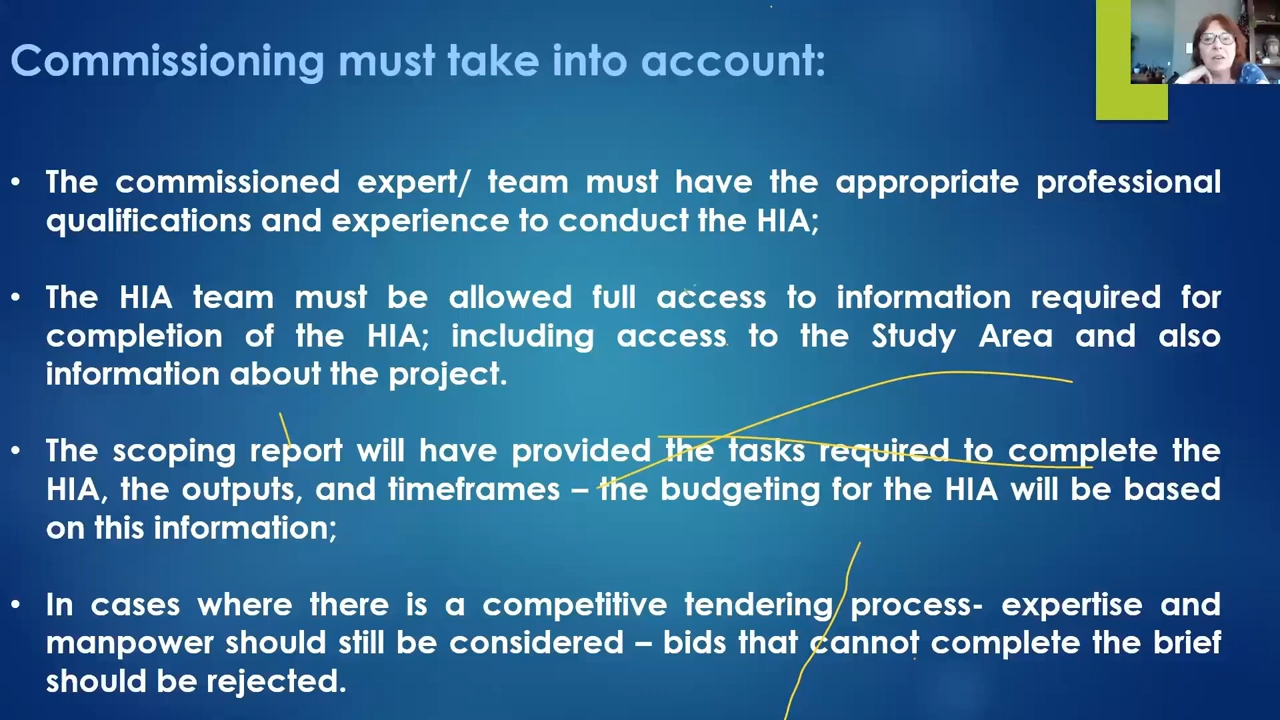 Commissioning must take into account:
• The commissioned expert/ team must have the appropriate professional
qualifications and experience to conduct the HIA;
• The HIA team must be allowed full access to information required for
completion of the HIA; including access to the Study Area and also
information about the project.
• The scoping report will have provided the tasks required to complete the
HIA, the outputs, and timeframes – the budgeting for the HIA will be based
on this information;
• In cases where there is a competitive tendering process- expertise and
manpower should still be considered – bids that cannot complete the brief
should be rejected.